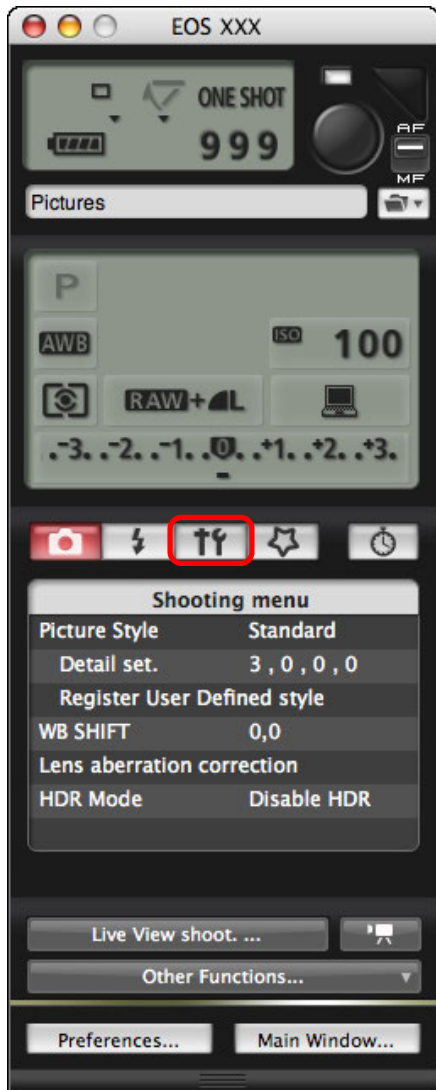 EOS XXX
ONE SHOT
999
AF
MF
Pictures
P
AWB
ISO 100
RAW+L
.-3. .-2. .-1. .0. .+1. .+2. .+3.
Shooting menu
Picture Style Standard
Detail set. 3 , 0 , 0 , 0
Register User Defined style
WB SHIFT 0,0
Lens aberration correction
HDR Mode Disable HDR
Live View shoot. ...
Other Functions...
Preferences... Main Window...